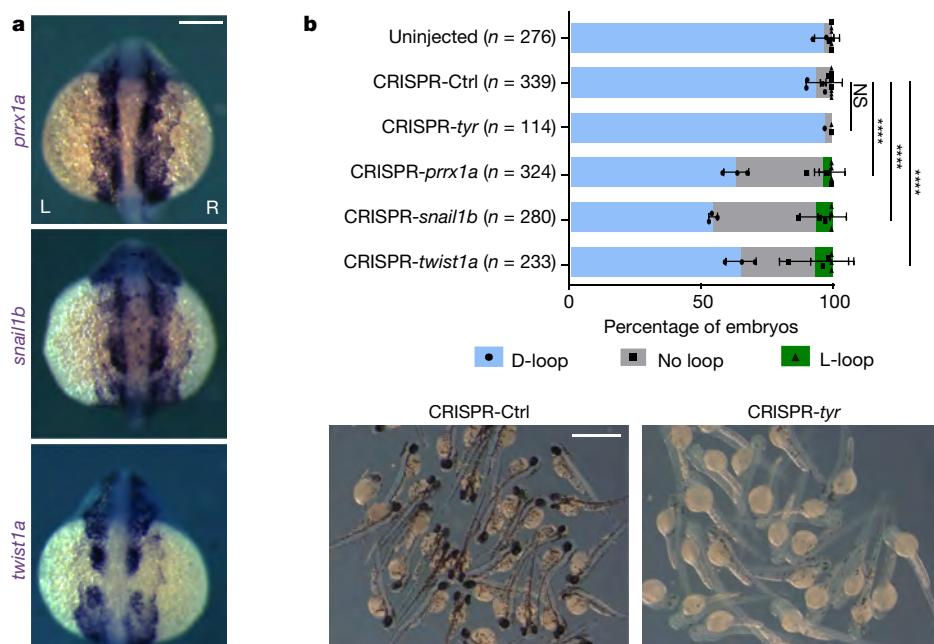 a
prrx1a
L
R
snail1b
twist1a
b
Uninjected (n = 276)
CRISPR-Ctrl (n = 339)
CRISPR-tyr (n = 114)
CRISPR-prrx1a (n = 324)
CRISPR-snail1b (n = 280)
CRISPR-twist1a (n = 233)
NS
****
****
****
0
50
100
Percentage of embryos
D-loop
No loop
L-loop
CRISPR-Ctrl
CRISPR-tyr